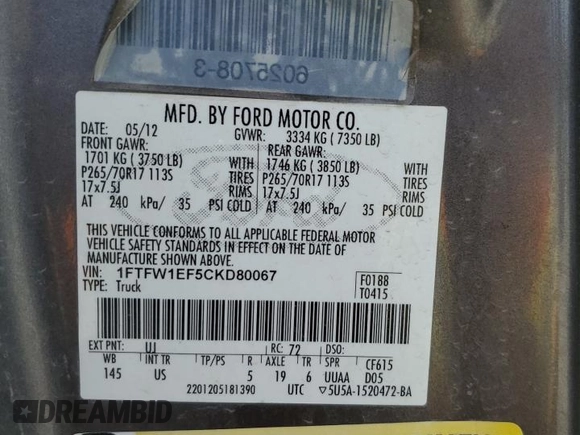 6025708-3
MFD. BY FORD MOTOR CO.
DATE: 05/12 GVWR: 3334 KG ( 7350 LB)
FRONT GAWR: REAR GAWR:
1701 KG ( 3750 LB) WITH 1746 KG ( 3850 LB) WITH
P265/70R17 113S TIRES P265/70R17 113S TIRES
17x7.5J RIMS 17x7.5J RIMS
AT 240 kPa/ 35 PSI COLD AT 240 kPa/ 35 PSI COLD
THIS VEHICLE CONFORMS TO ALL APPLICABLE FEDERAL MOTOR
VEHICLE SAFETY STANDARDS IN EFFECT ON THE DATE OF
MANUFACTURE SHOWN ABOVE.
VIN: 1FTFW1EF5CKD80067 F0188
TYPE: Truck T0415
EXT PNT: UJ RC: 72 DSO:
WB INT TR TP/PS R AXLE TR SPR CF615
145 US 5 19 6 UUAA D05
2201205181390 UTC ▽5U5A-1520472-BA
Ford
DREAMBID